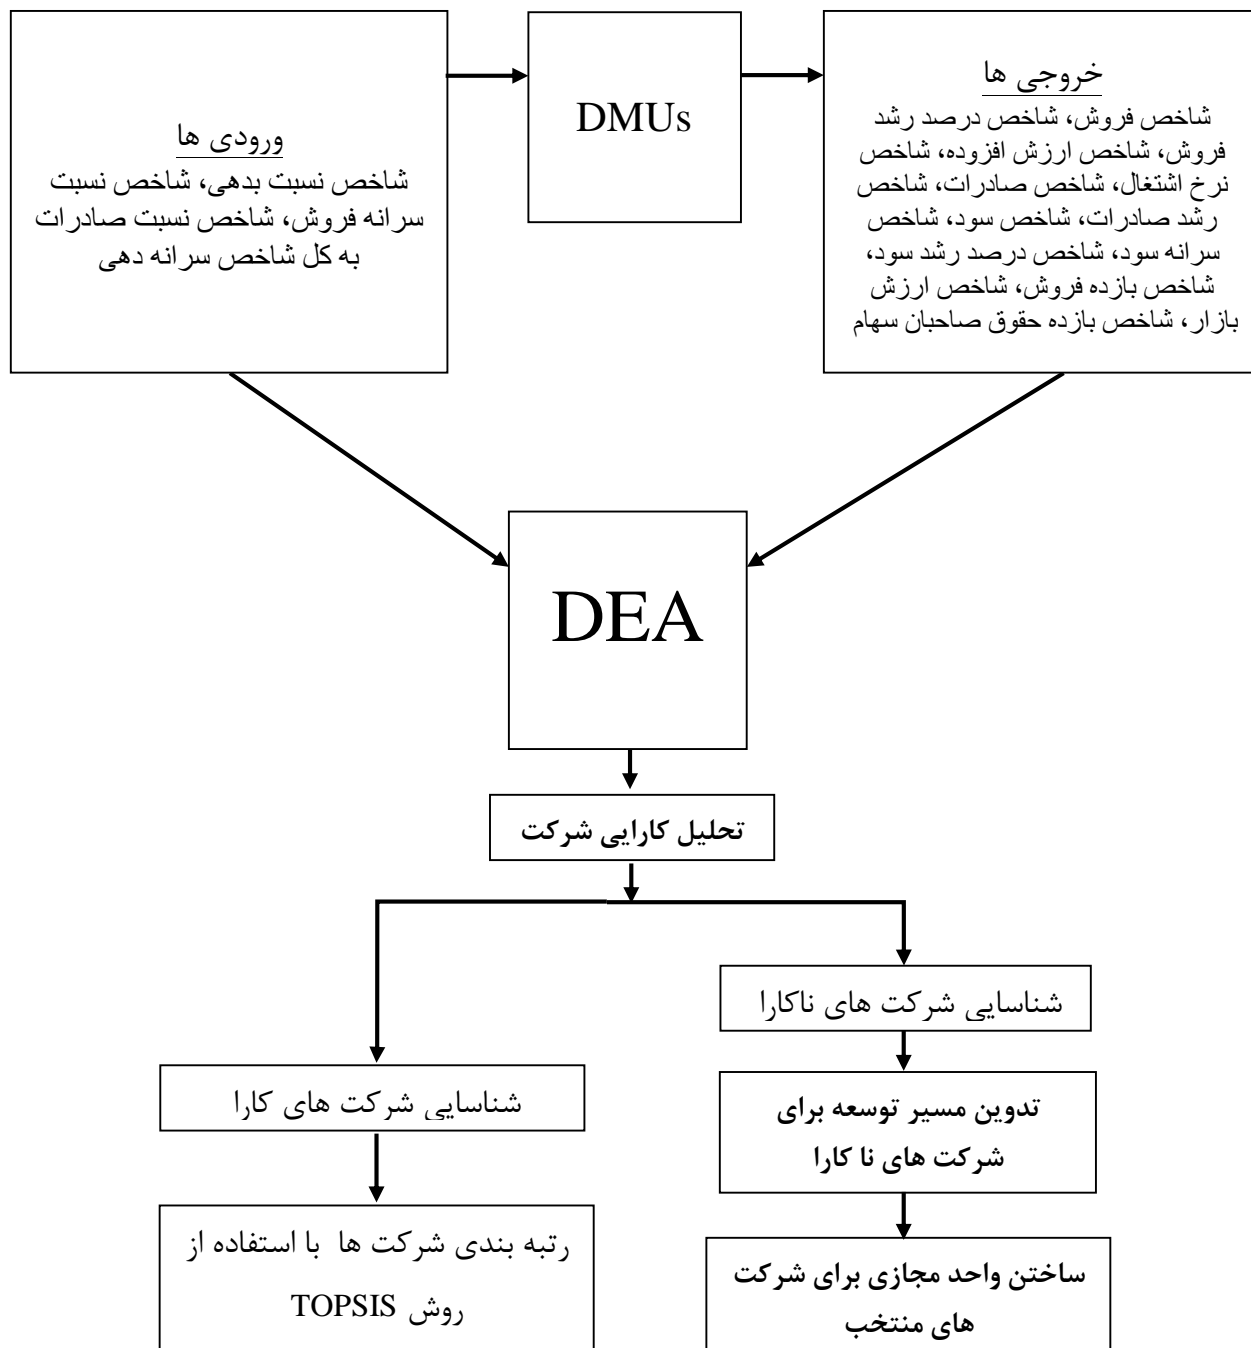 ورودی ها
شاخص نسبت بدهی، شاخص نسبت
سرانه فروش، شاخص نسبت صادرات
به کل شاخص سرانه دهی
DMUs
خروجی ها
شاخص فروش، شاخص درصد رشد
فروش، شاخص ارزش افزوده، شاخص
نرخ اشتغال، شاخص صادرات، شاخص
رشد صادرات، شاخص سود، شاخص
سرانه سود، شاخص درصد رشد سود،
شاخص بازده فروش، شاخص ارزش
بازار، شاخص بازده حقوق صاحبان سهام
DEA
تحلیل کارایی شرکت
شناسایی شرکت های ناکارا
تدوین مسیر توسعه برای
شرکت های نا کارا
ساختن واحد مجازی برای شرکت
های منتخب
شناسایی شرکت های کارا
رتبه بندی شرکت ها با استفاده از
روش TOPSIS